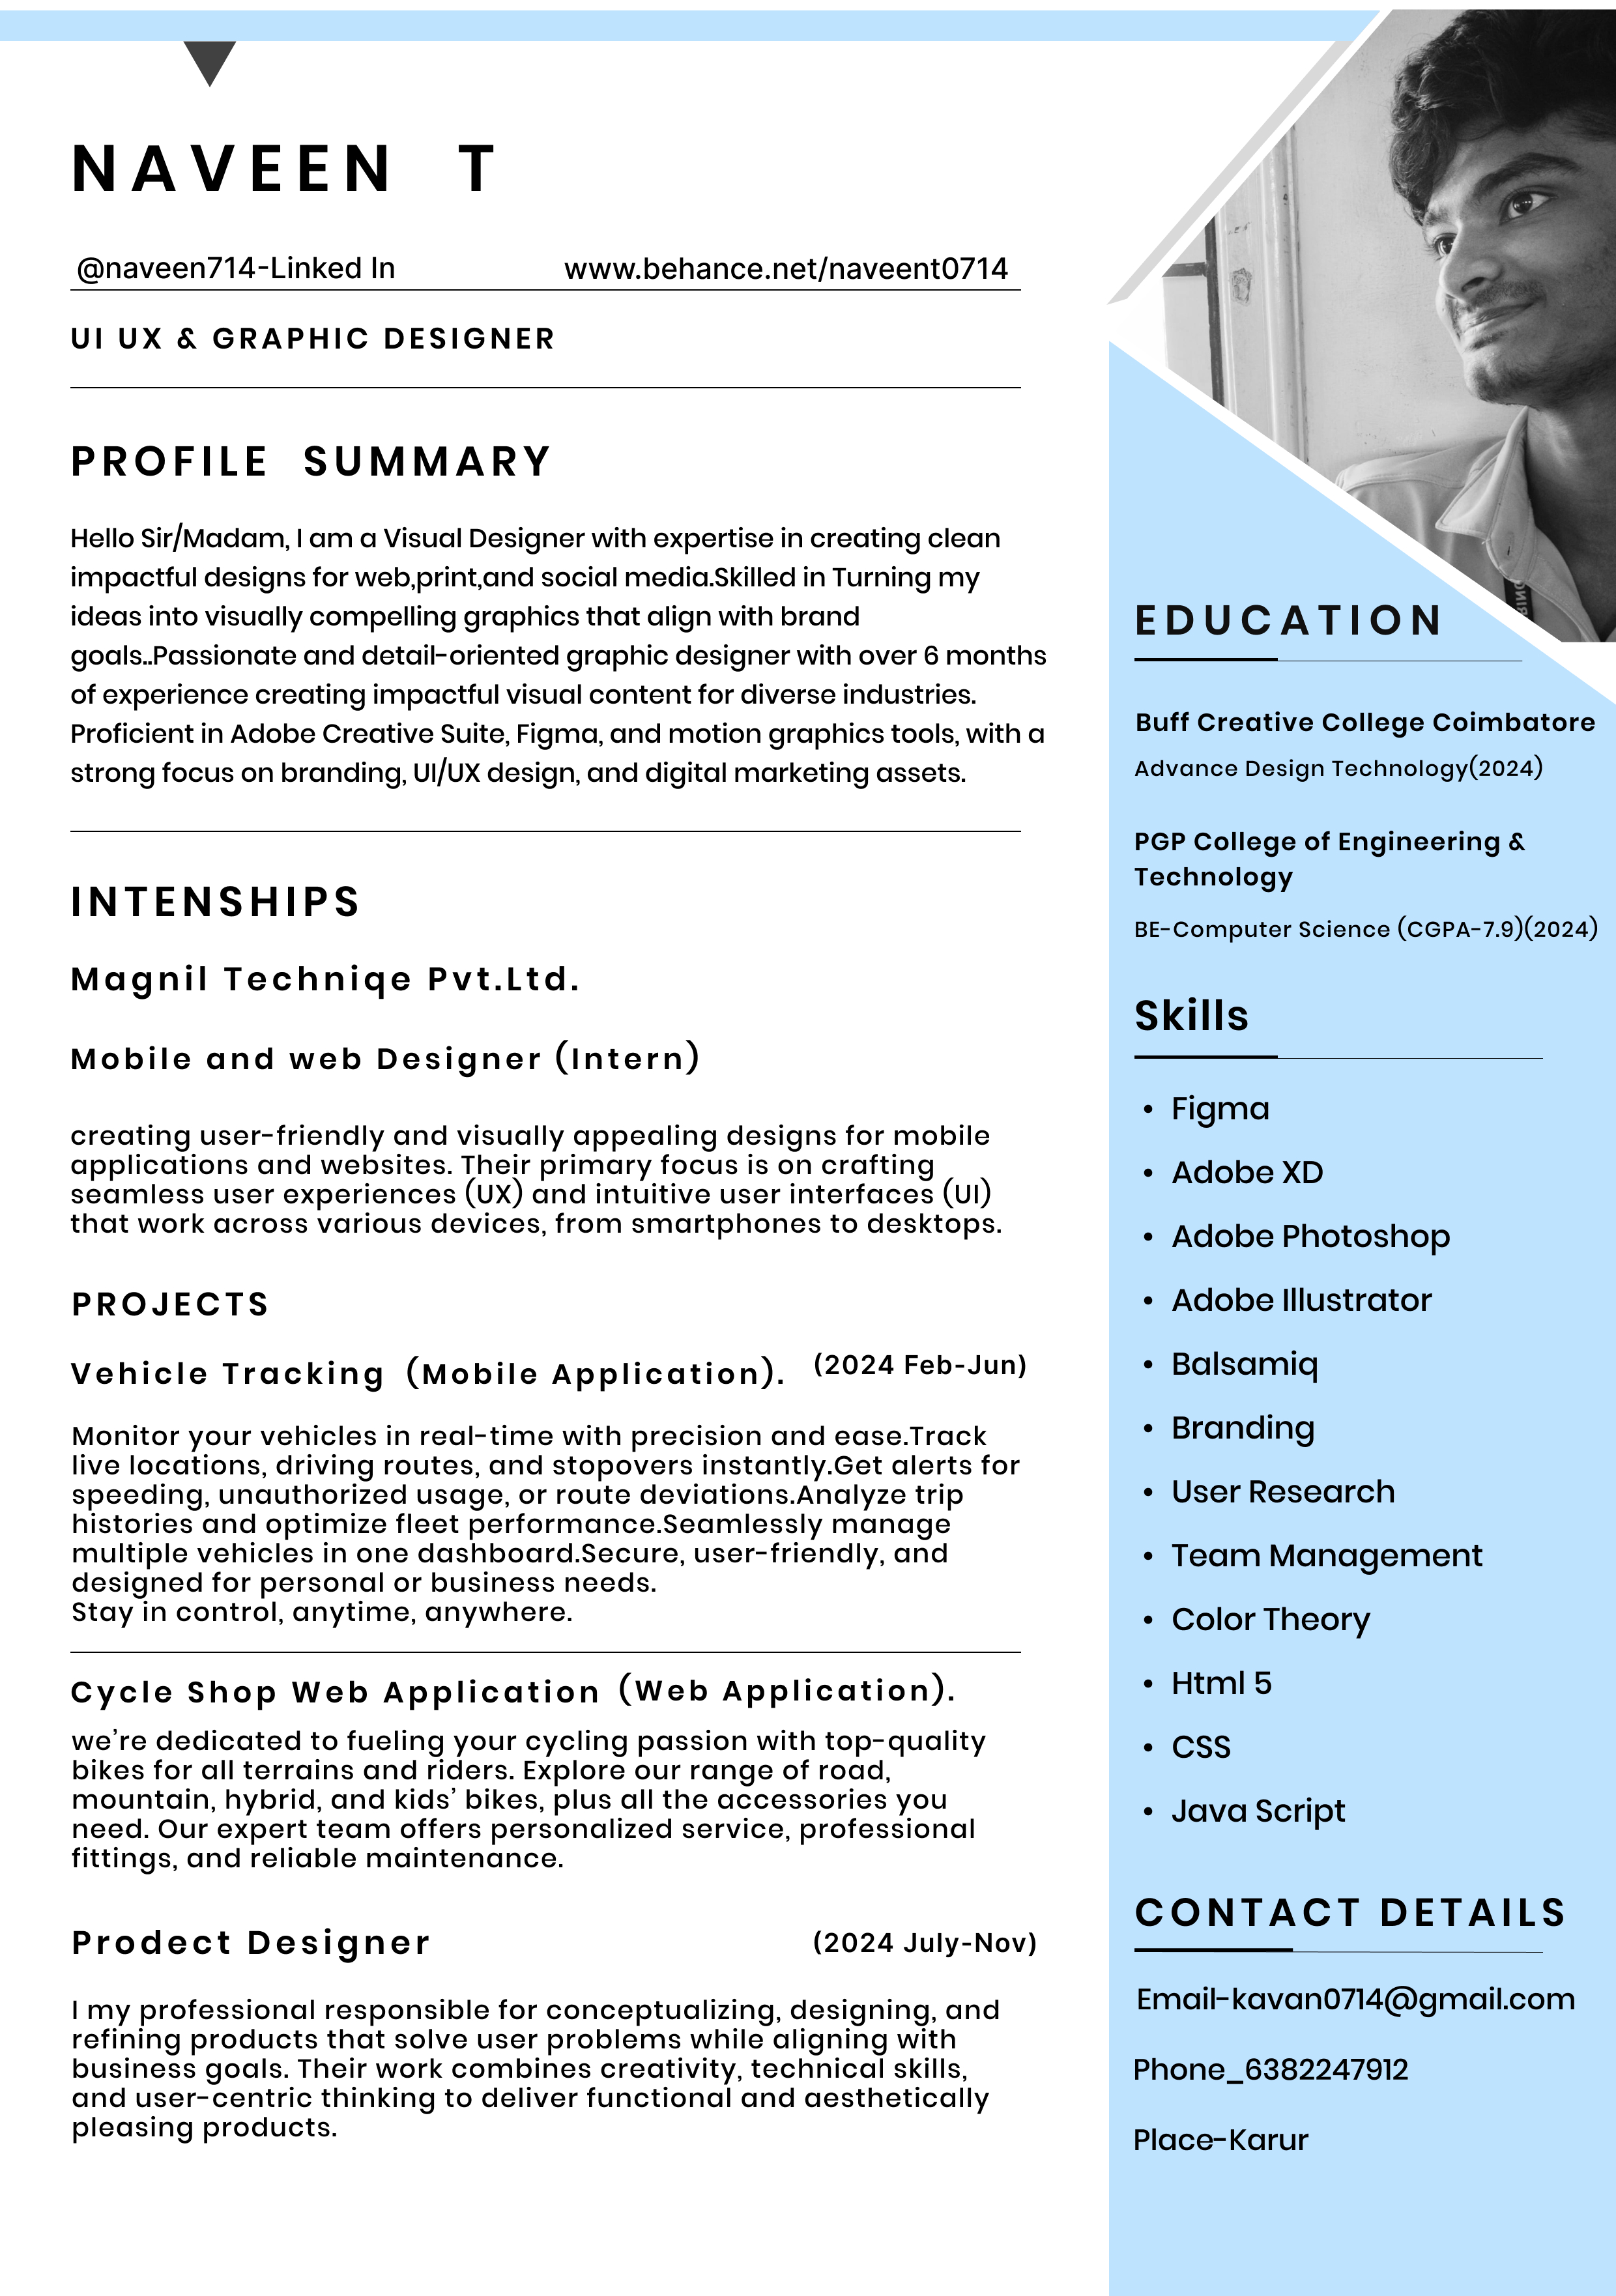 NAVEEN T
@naveen714-Linked In
www.behance.net/naveent0714
UI UX & GRAPHIC DESIGNER
PROFILE SUMMARY
Hello Sir/Madam, I am a Visual Designer with expertise in creating clean
impactful designs for web,print,and social media.Skilled in Turning my
ideas into visually compelling graphics that align with brand
goals..Passionate and detail-oriented graphic designer with over 6 months
of experience creating impactful visual content for diverse industries.
Proficient in Adobe Creative Suite, Figma, and motion graphics tools, with a
strong focus on branding, UI/UX design, and digital marketing assets.
INTENSHIPS
Magnil Techniqe Pvt.Ltd.
Mobile and web Designer (Intern)
creating user-friendly and visually appealing designs for mobile
applications and websites. Their primary focus is on crafting
seamless user experiences (UX) and intuitive user interfaces (UI)
that work across various devices, from smartphones to desktops.
PROJECTS
Vehicle Tracking (Mobile Application). (2024 Feb-Jun)
Monitor your vehicles in real-time with precision and ease.Track
live locations, driving routes, and stopovers instantly.Get alerts for
speeding, unauthorized usage, or route deviations.Analyze trip
histories and optimize fleet performance.Seamlessly manage
multiple vehicles in one dashboard.Secure, user-friendly, and
designed for personal or business needs.
Stay in control, anytime, anywhere.
Cycle Shop Web Application (Web Application).
we’re dedicated to fueling your cycling passion with top-quality
bikes for all terrains and riders. Explore our range of road,
mountain, hybrid, and kids’ bikes, plus all the accessories you
need. Our expert team offers personalized service, professional
fittings, and reliable maintenance.
Prodect Designer (2024 July-Nov)
I my professional responsible for conceptualizing, designing, and
refining products that solve user problems while aligning with
business goals. Their work combines creativity, technical skills,
and user-centric thinking to deliver functional and aesthetically
pleasing products.
EDUCATION
Buff Creative College Coimbatore
Advance Design Technology(2024)
PGP College of Engineering &
Technology
BE-Computer Science (CGPA-7.9)(2024)
Skills
• Figma
• Adobe XD
• Adobe Photoshop
• Adobe Illustrator
• Balsamiq
• Branding
• User Research
• Team Management
• Color Theory
• Html 5
• CSS
• Java Script
CONTACT DETAILS
Email-kavan0714@gmail.com
Phone_6382247912
Place-Karur